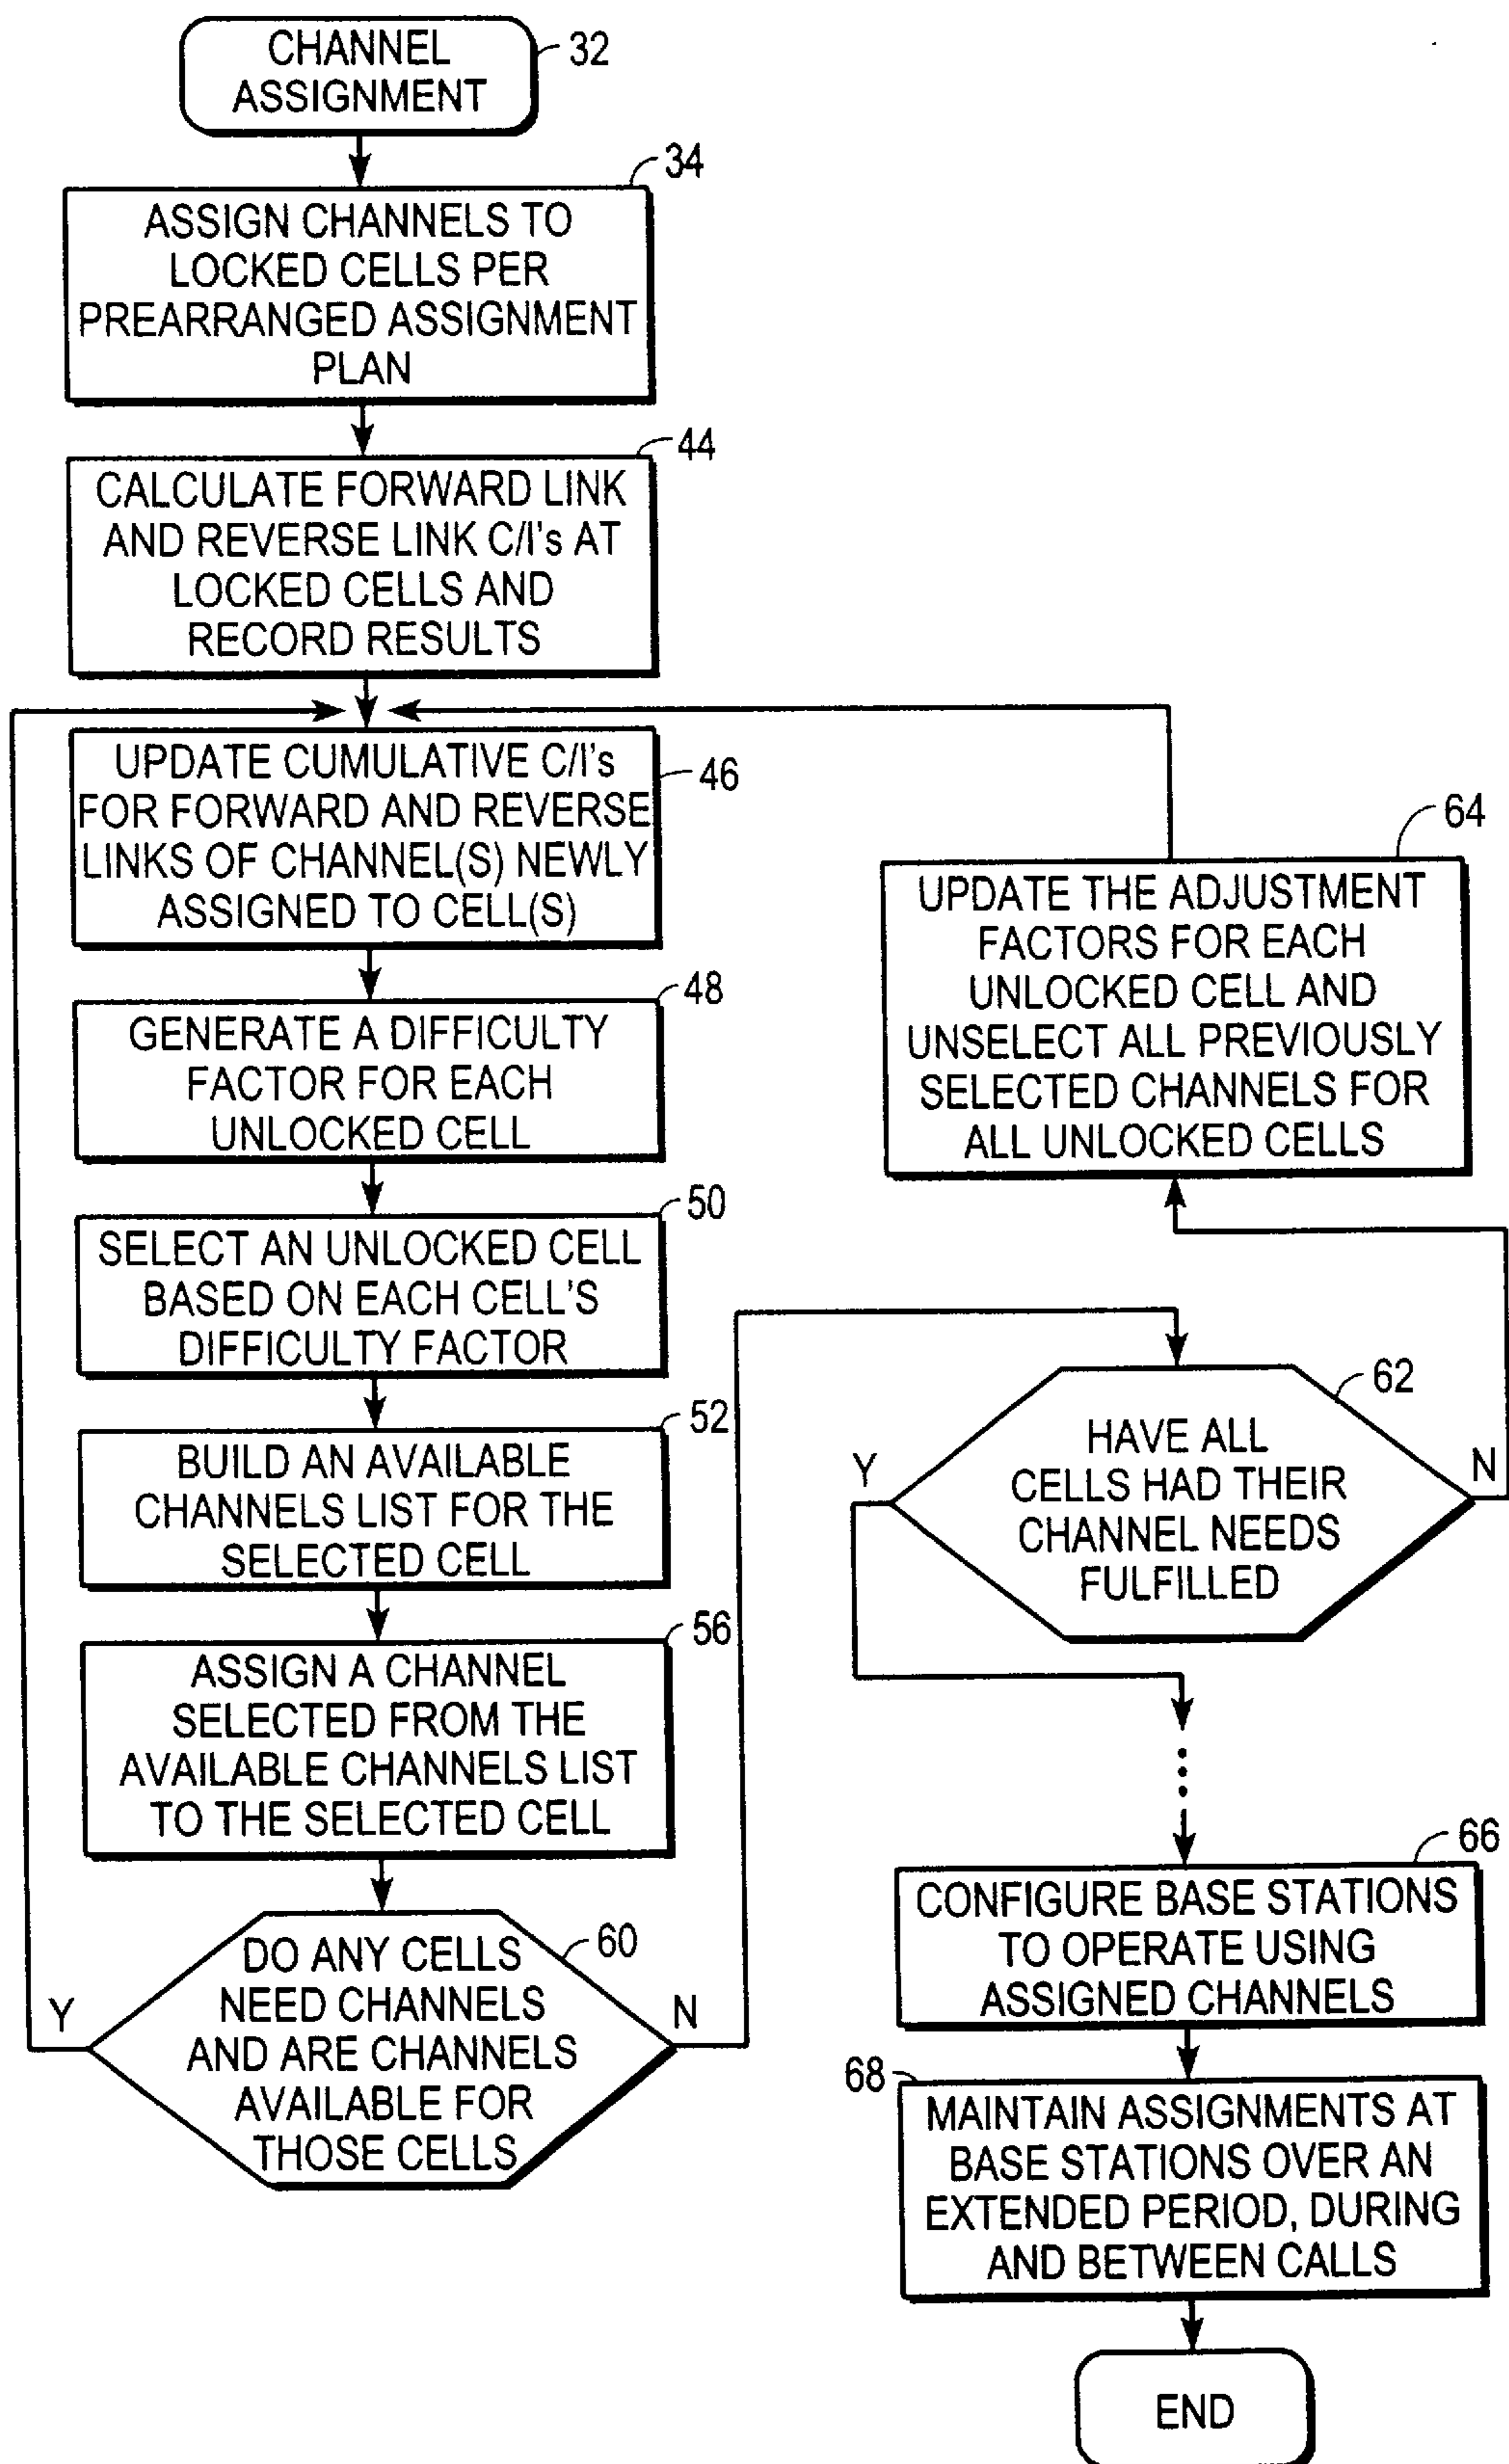 CHANNEL
ASSIGNMENT
32
34
ASSIGN CHANNELS TO
LOCKED CELLS PER
PREARRANGED ASSIGNMENT
PLAN
44
CALCULATE FORWARD LINK
AND REVERSE LINK C/I's AT
LOCKED CELLS AND
RECORD RESULTS
UPDATE CUMULATIVE C/I's
FOR FORWARD AND REVERSE
LINKS OF CHANNEL(S) NEWLY
ASSIGNED TO CELL(S)
46
48
GENERATE A DIFFICULTY
FACTOR FOR EACH
UNLOCKED CELL
50
SELECT AN UNLOCKED CELL
BASED ON EACH CELL'S
DIFFICULTY FACTOR
52
BUILD AN AVAILABLE
CHANNELS LIST FOR THE
SELECTED CELL
56
ASSIGN A CHANNEL
SELECTED FROM THE
AVAILABLE CHANNELS LIST
TO THE SELECTED CELL
60
DO ANY CELLS
NEED CHANNELS
AND ARE CHANNELS
AVAILABLE FOR
THOSE CELLS
Y
N
64
UPDATE THE ADJUSTMENT
FACTORS FOR EACH
UNLOCKED CELL AND
UNSELECT ALL PREVIOUSLY
SELECTED CHANNELS FOR
ALL UNLOCKED CELLS
62
HAVE ALL
CELLS HAD THEIR
CHANNEL NEEDS
FULFILLED
Y
N
66
CONFIGURE BASE STATIONS
TO OPERATE USING
ASSIGNED CHANNELS
68
MAINTAIN ASSIGNMENTS AT
BASE STATIONS OVER AN
EXTENDED PERIOD, DURING
AND BETWEEN CALLS
END